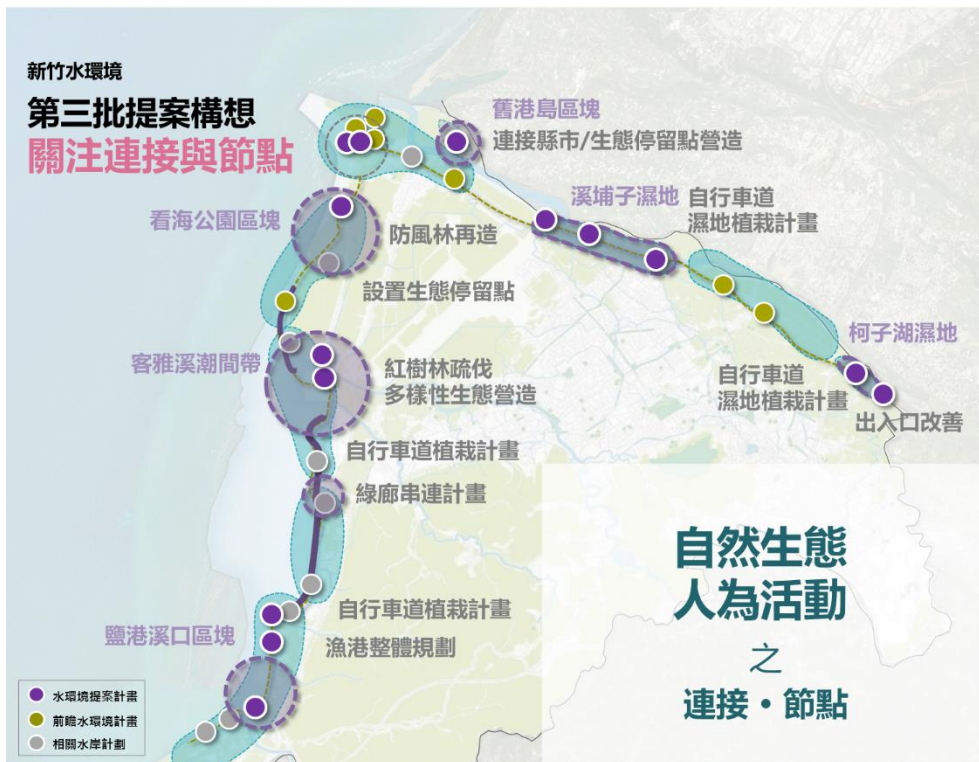 新竹水環境
第三批提案構想
關注連接與節點
舊港島區塊
連接縣市/生態停留點營造
溪埔子濕地
自行車道
濕地植栽計畫
看海公園區塊
防風林再造
設置生態停留點
柯子湖濕地
自行車道
濕地植栽計畫
出入口改善
客雅溪潮間帶
紅樹林疏伐
多樣性生態營造
自行車道植栽計畫
綠廊串連計畫
自行車道植栽計畫
鹽港溪口區塊
漁港整體規劃
自然生態
人為活動
之
連接・節點
水環境提案計畫
前瞻水環境計畫
相關水岸計劃